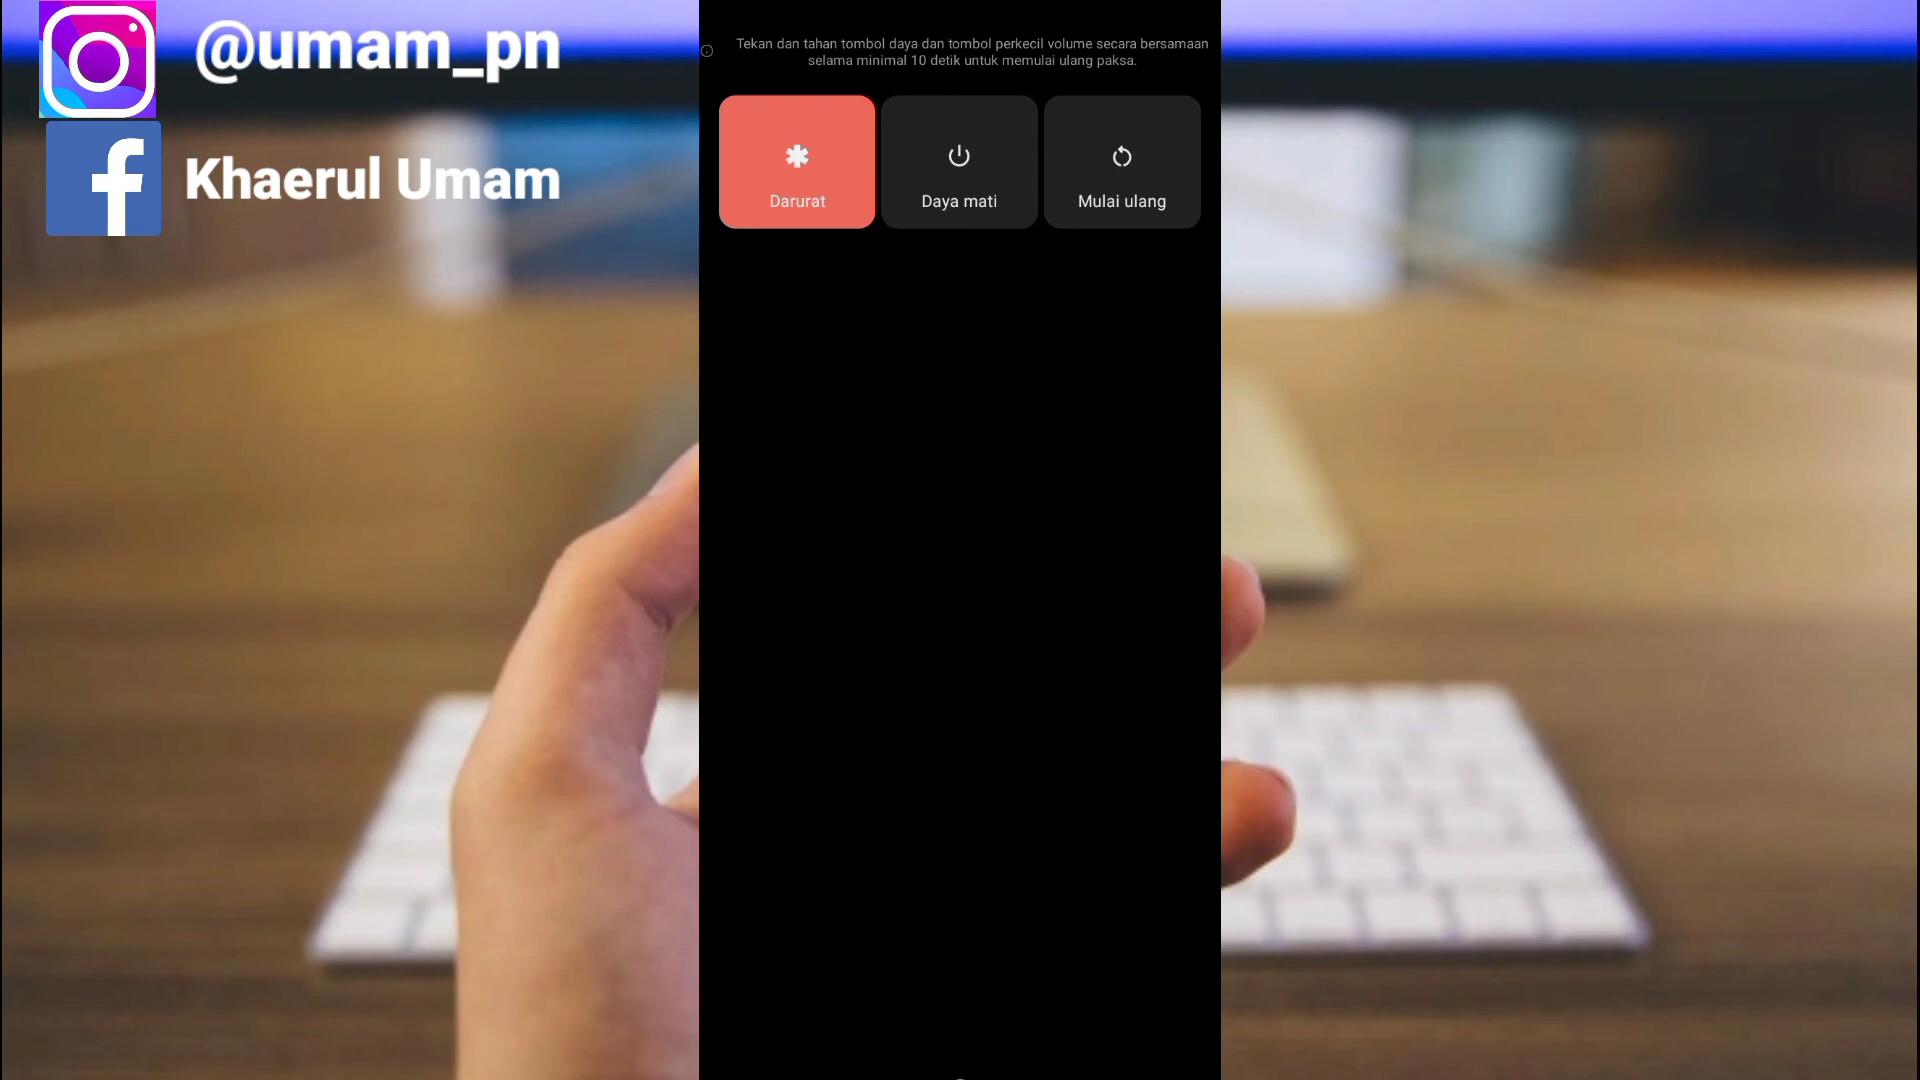 @umam_pn
Khaerul Umam
Tekan dan tahan tombol daya dan tombol perkecil volume secara bersamaan
selama minimal 10 detik untuk memulai ulang paksa.
Darurat
Daya mati
Mulai ulang